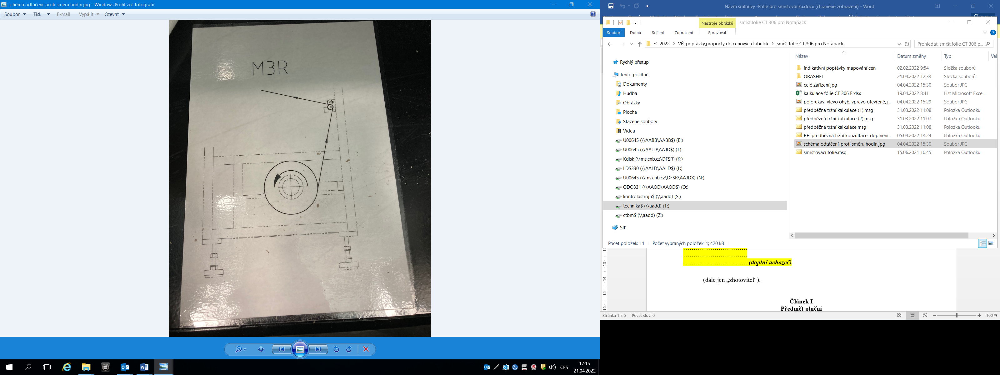 schéma odtáčení-proti směru hodin.jpg - Windows Prohlížeč fotografií
Soubor Tisk E-mail Vypálit Otevřít
M3R
CES
17:15
21.04.2022
Návrh smlouvy -Folie pro smrstovacku.docx (chráněné zobrazení) - Word
Nástroje obrázků
smršt.folie CT 306 pro Notapack
Soubor Domů Sdílení Zobrazení Spravovat
« 2022 > VŘ, poptávky,propočty do cenových tabulek > smršt.folie CT 306 pro Notapack
Prohledat: smršt.folie CT 306 p...
Rychlý přístup
Tento počítač
Dokumenty
Hudba
Obrázky
Plocha
Stažené soubory
Videa
U00645 (\\AABB\AABB$) (B:)
U00645 (\\AAJD\AAJD$) (J:)
Kdisk (\\ms.cnb.cz\DFSR) (K:)
LDS330 (\\AALD\AALD$) (L:)
U00645 (\\ms.cnb.cz\DFSR\AAJDX) (N:)
ODO331 (\\AAOD\AAOD$) (O:)
kontrolastroju$ (\\aadd) (S:)
technika$ (\\aadd) (T:)
ctbm$ (\\aadd) (Z:)
Síť
Název Datum změny Typ Vel
indikativní poptávky mapování cen 02.02.2022 9:54 Složka souborů
ORASHEI 21.04.2022 12:33 Složka souborů
celé zařízení.jpg 04.04.2022 15:30 Soubor JPG
kalkulace fólie CT 306 E.xlsx 19.04.2022 8:41 List Microsoft Exce...
polorukáv vlevo ohyb, vpravo otevřené, j... 04.04.2022 15:29 Soubor JPG
předběžná tržní kalkulace (1).msg 31.03.2022 11:08 Položka Outlooku
předběžná tržní kalkulace (2).msg 31.03.2022 11:07 Položka Outlooku
předběžná tržní kalkulace.msg 31.03.2022 11:08 Položka Outlooku
RE předběžná tržní konzultace doplnění... 05.04.2022 13:24 Položka Outlooku
schéma odtáčení-proti směru hodin.jpg 04.04.2022 15:30 Soubor JPG
smršťovací fólie.msg 15.06.2021 10:45 Položka Outlooku
Počet položek: 11 Počet vybraných položek: 1; 420 kB
..............................
..............................
.............................. (doplní uchazeč)
(dále jen „zhotovitel“).
Článek I
Předmět plnění
12 13 14 15 16
Stránka 1 z 5 Počet slov: 0
100 %